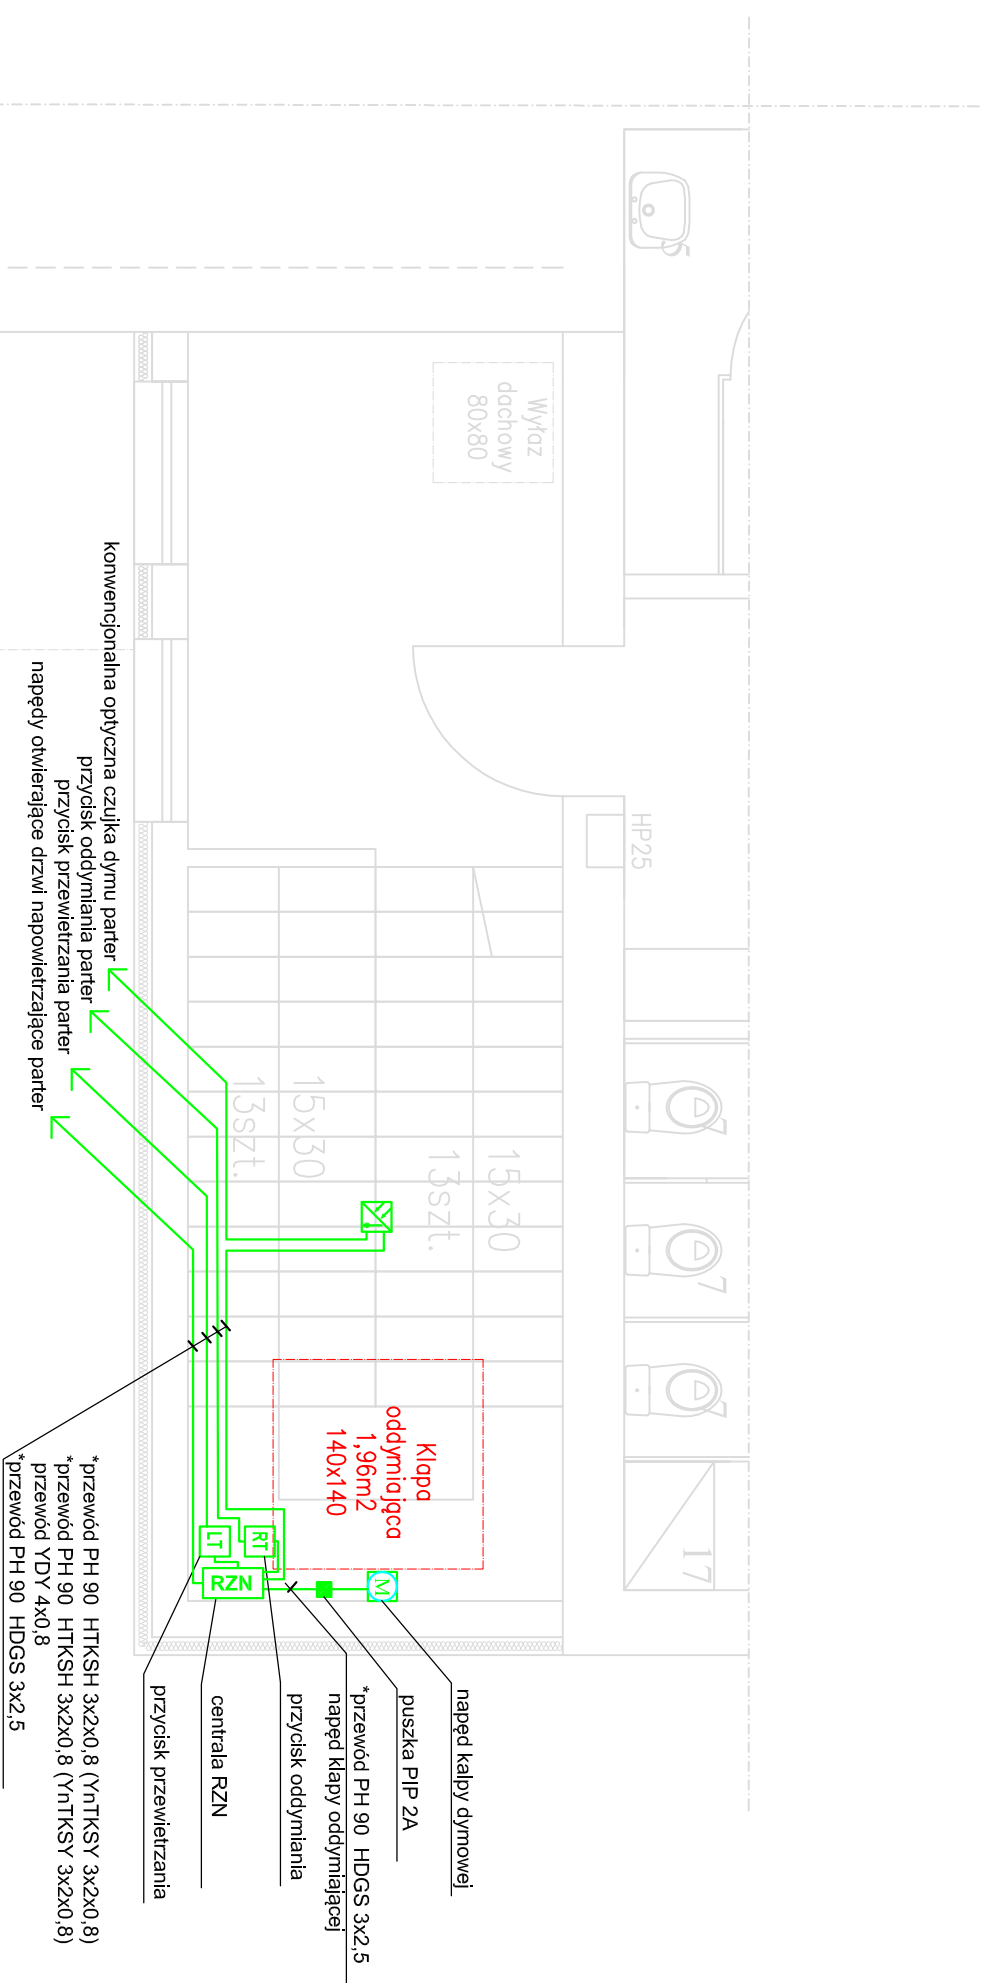 Wyłaz
dachowy
80x80
HP25
15x30
13szt.
15x30
13szt.
17
Klapa
oddymiająca
1,96m2
140x140
konwencjonalna optyczna czujka dymu parter
przycisk oddymiania parter
przycisk przewietrzania parter
napędy otwierające drzwi napowietrzające parter
RT
LT
RZN
M
napęd kalpy dymowej
puszka PIP 2A
*przewód PH 90 HDGS 3x2,5
napęd klapy oddymiającej
przycisk oddymiania
centrala RZN
przycisk przewietrzania
*przewód PH 90 HTKSH 3x2x0,8 (YnTKSY 3x2x0,8)
*przewód PH 90 HTKSH 3x2x0,8 (YnTKSY 3x2x0,8)
przewód YDY 4x0,8
*przewód PH 90 HDGS 3x2,5